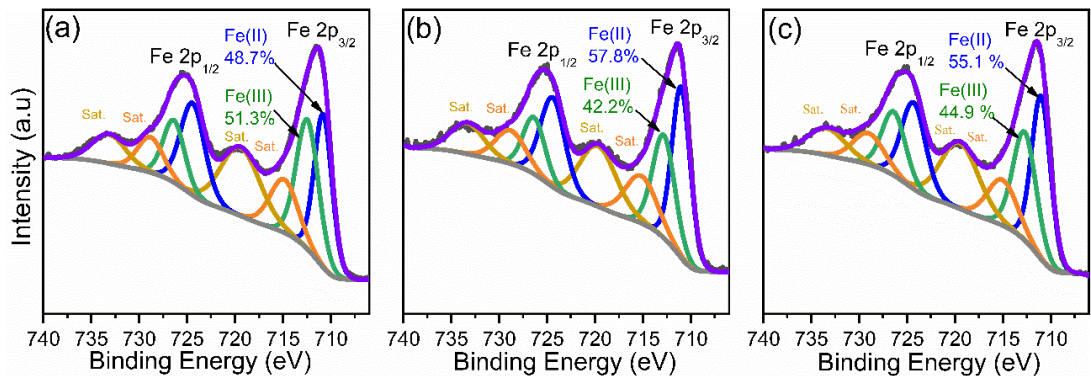 (a)
Fe 2p3/2
Fe(II)
48.7%
Fe 2p1/2
Fe(III)
51.3%
Sat.
Sat.
Sat.
Sat.
740 735 730 725 720 715 710
Binding Energy (eV)
Intensity (a.u)
(b)
Fe 2p3/2
Fe(II)
57.8%
Fe 2p1/2
Fe(III)
42.2%
Sat.
Sat.
Sat.
Sat.
740 735 730 725 720 715 710
Binding Energy (eV)
(c)
Fe 2p3/2
Fe(II)
55.1 %
Fe 2p1/2
Fe(III)
44.9 %
Sat.
Sat.
Sat.
Sat.
740 735 730 725 720 715 710
Binding Energy (eV)